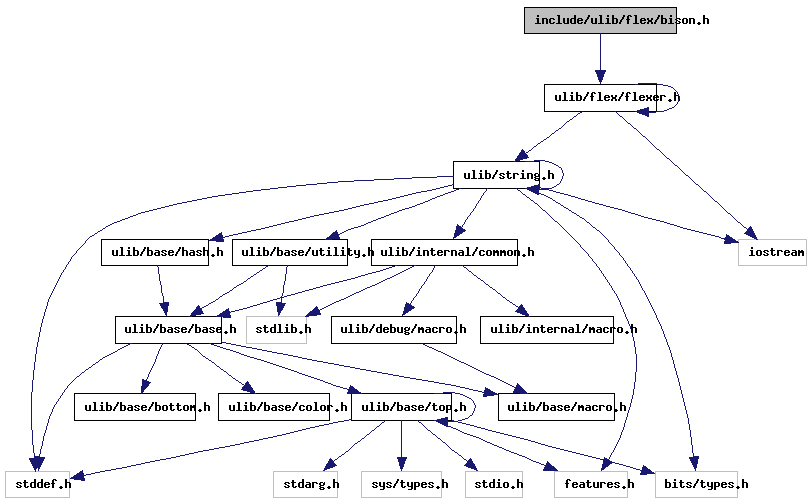 include/ulib/flex/bison.h
ulib/flex/flexer.h
ulib/string.h
ulib/base/hash.h
ulib/base/utility.h
ulib/internal/common.h
iostream
ulib/base/base.h
stdlib.h
ulib/debug/macro.h
ulib/internal/macro.h
ulib/base/bottom.h
ulib/base/color.h
ulib/base/top.h
ulib/base/macro.h
stddef.h
stdarg.h
sys/types.h
stdio.h
features.h
bits/types.h